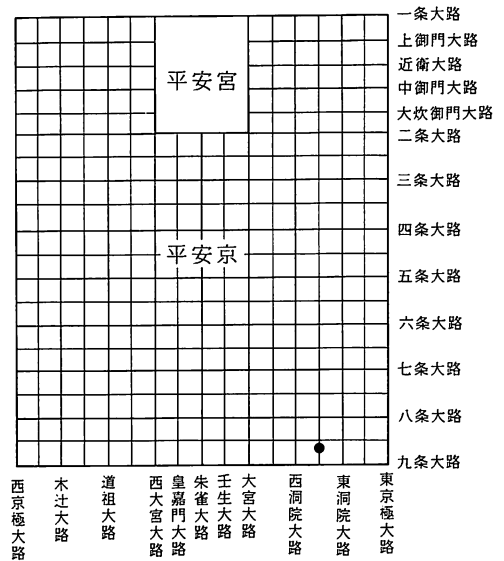 一条大路
上御門大路
近衛大路
中御門大路
大炊御門大路
二条大路
三条大路
四条大路
五条大路
六条大路
七条大路
八条大路
九条大路
平安宮
平安京
西京極大路
木辻大路
道祖大路
西大宮大路
皇嘉門大路
朱雀大路
壬生大路
大宮大路
西洞院大路
東洞院大路
東京極大路